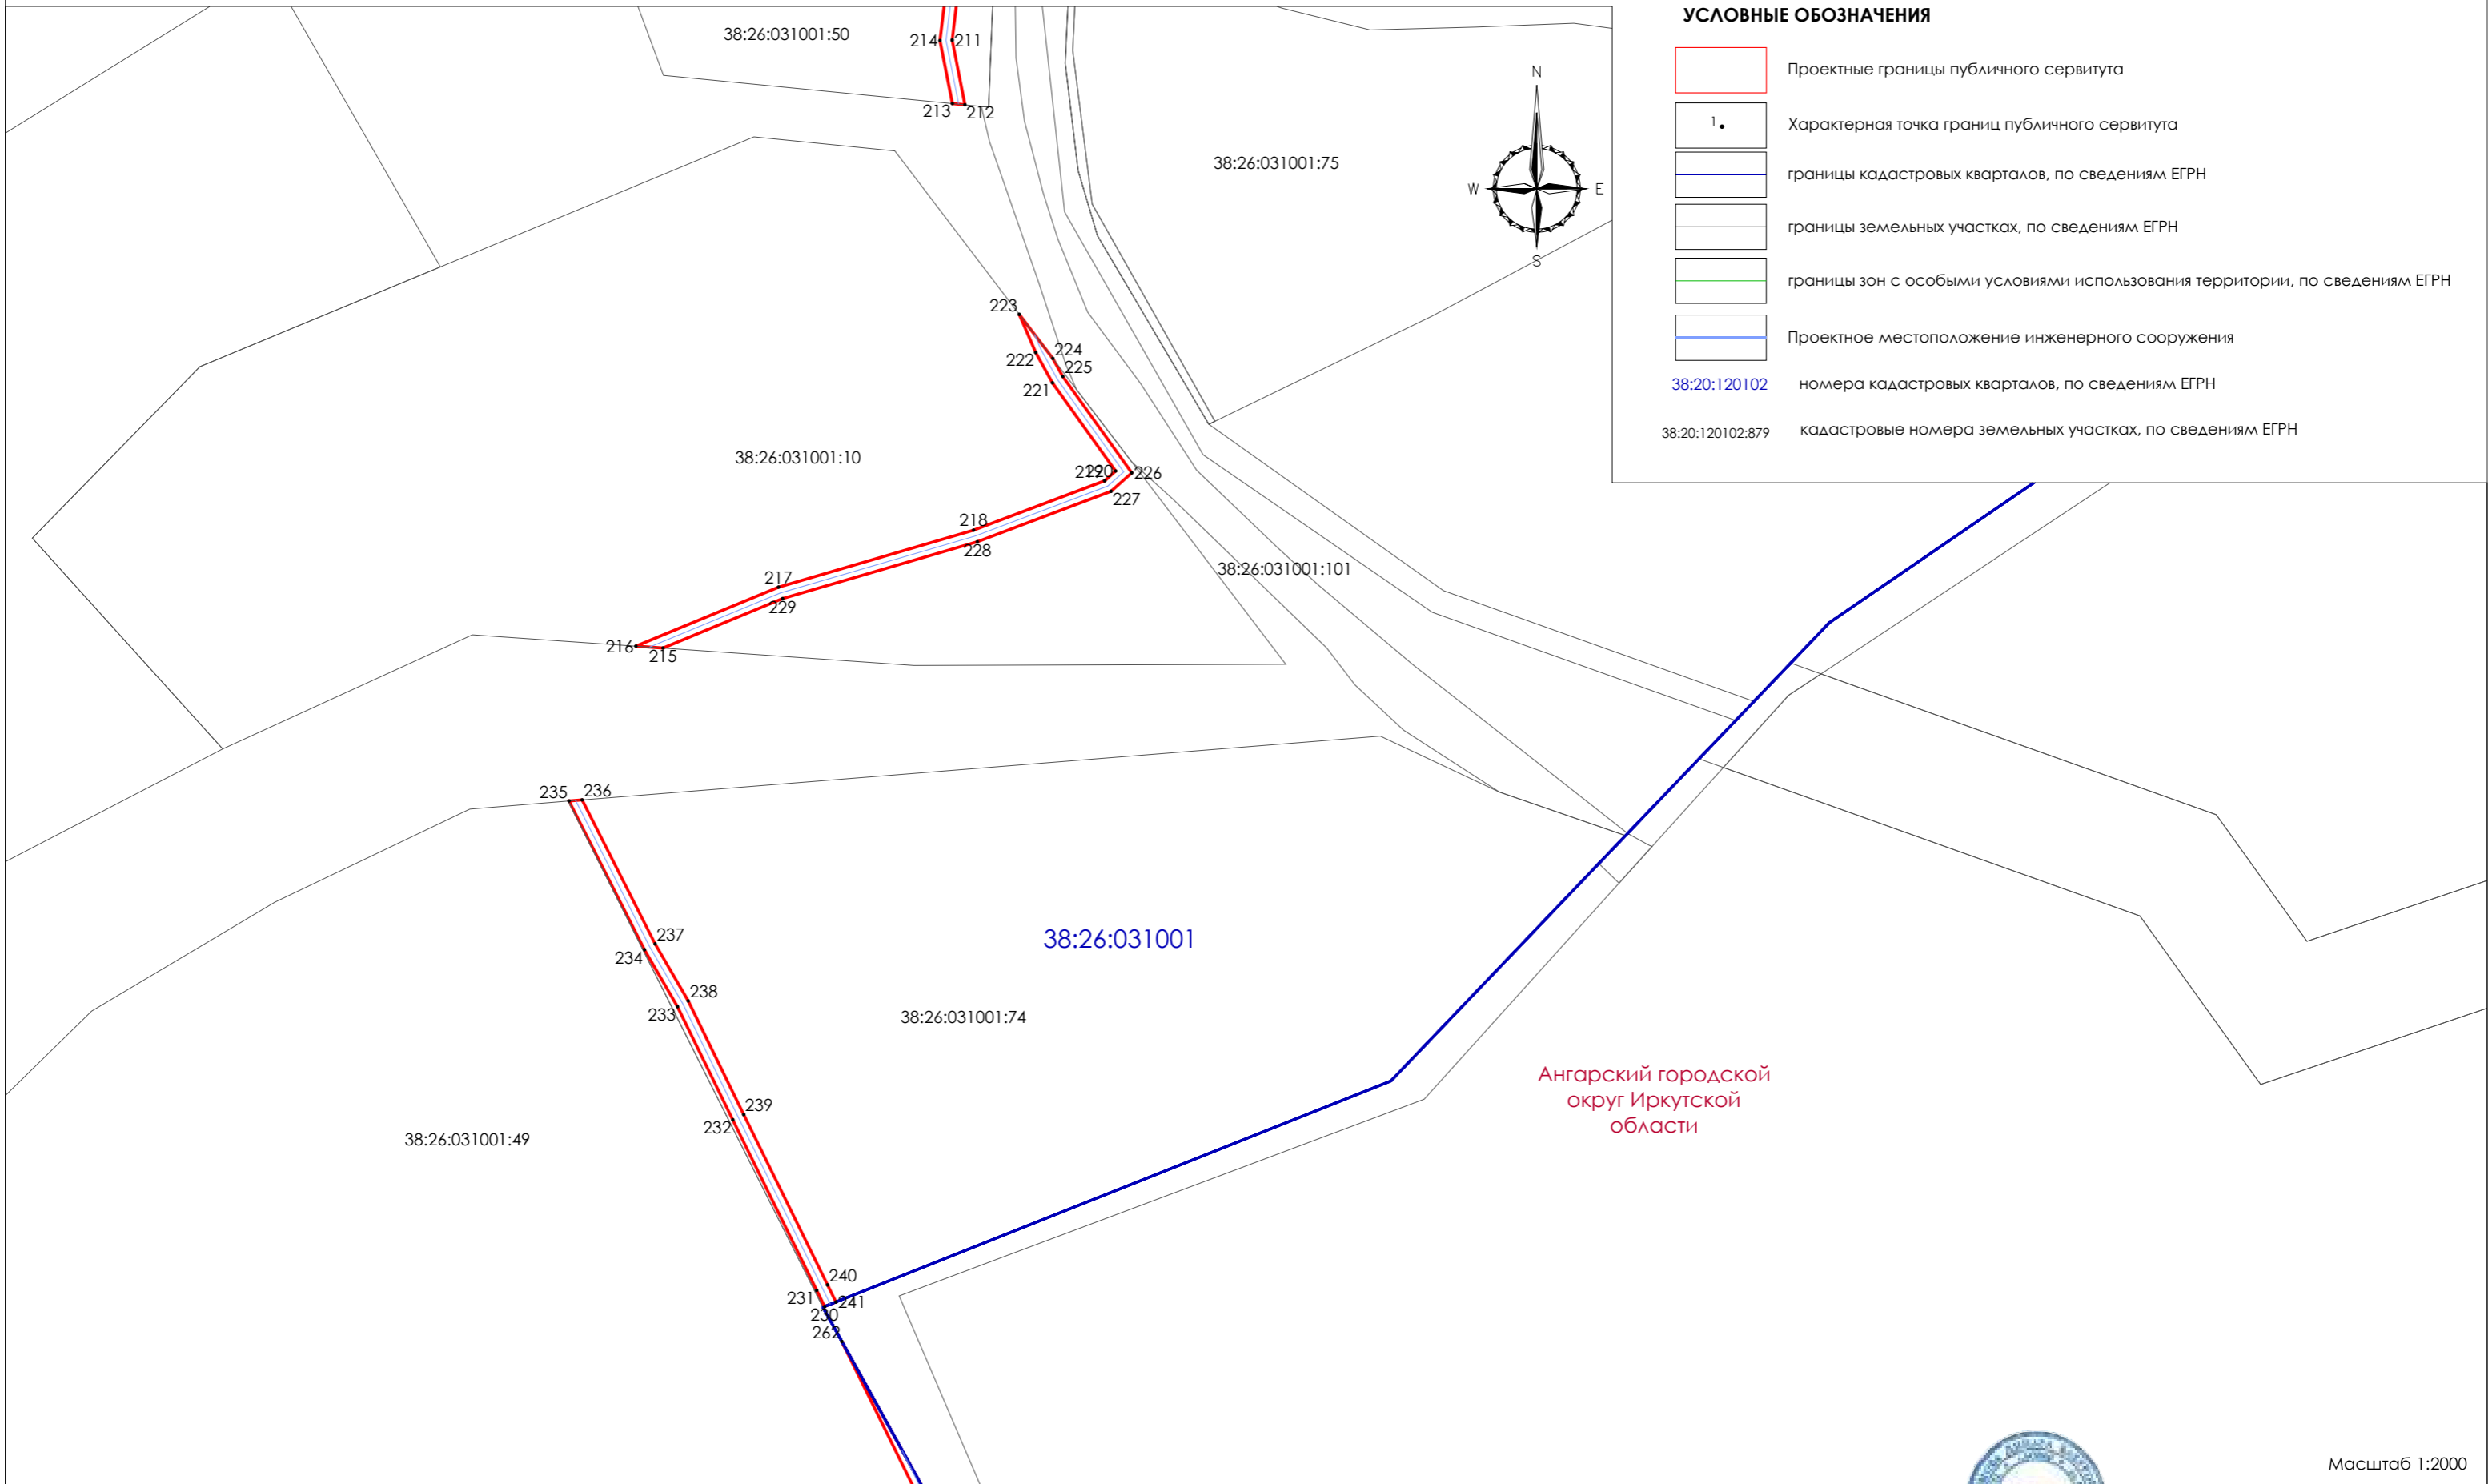 УСЛОВНЫЕ ОБОЗНАЧЕНИЯ
Проектные границы публичного сервитута
1
Характерная точка границ публичного сервитута
границы кадастровых кварталов, по сведениям ЕГРН
границы земельных участках, по сведениям ЕГРН
границы зон с особыми условиями использования территории, по сведениям ЕГРН
Проектное местоположение инженерного сооружения
38:20:120102 номера кадастровых кварталов, по сведениям ЕГРН
38:20:120102:879 кадастровые номера земельных участках, по сведениям ЕГРН
38:26:031001:50
214
211
213
212
38:26:031001:75
N
W
E
S
223
224
222
225
221
38:26:031001:10
219
220
226
227
218
228
38:26:031001:101
217
229
216
215
235
236
237
234
38:26:031001
238
233
38:26:031001:74
Ангарский городской
округ Иркутской
области
239
232
38:26:031001:49
240
231
241
230
262
Масштаб 1:2000